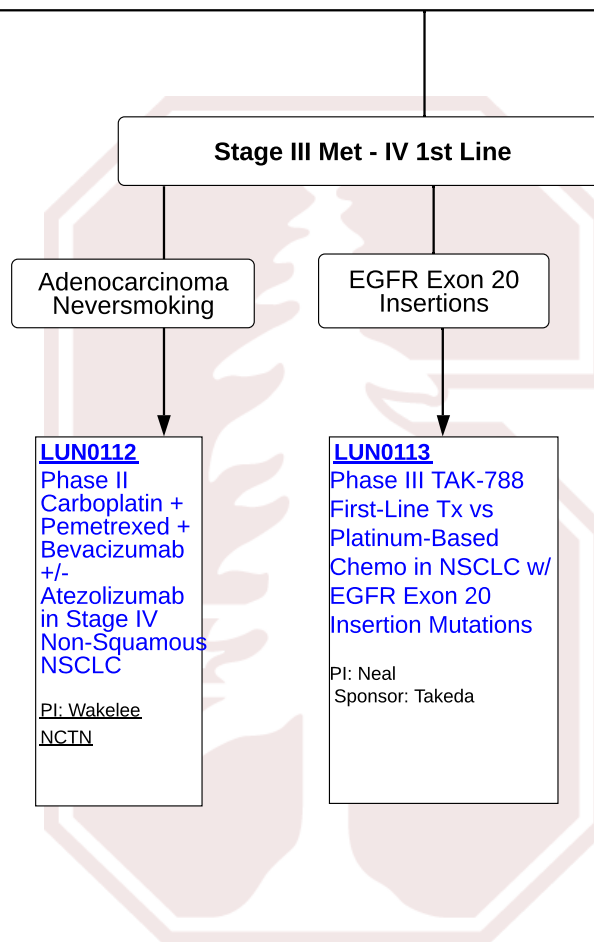 Stage III Met - IV 1st Line
Adenocarcinoma
Neversmoking
EGFR Exon 20
Insertions
LUN0112
Phase II
Carboplatin +
Pemetrexed +
Bevacizumab
+/-
Atezolizumab
in Stage IV
Non-Squamous
NSCLC
PI: Wakelee
NCTN
LUN0113
Phase III TAK-788
First-Line Tx vs
Platinum-Based
Chemo in NSCLC w/
EGFR Exon 20
Insertion Mutations
PI: Neal
Sponsor: Takeda